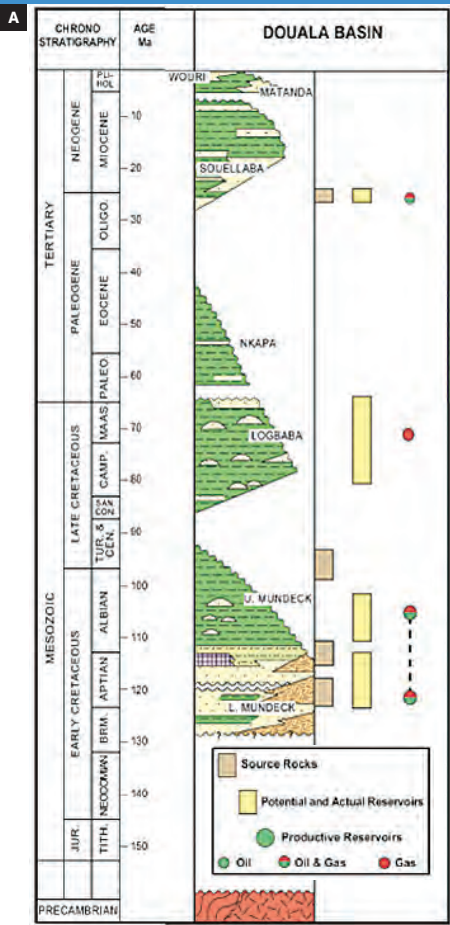 A
CHRONO
STRATIGRAPHY
AGE
Ma
DOUALA BASIN
TERTIARY
NEOGENE
PLI-
HOL
MIOCENE
PALEOGENE
OLIGO.
EOCENE
PALEO.
MESOZOIC
LATE CRETACEOUS
MAAS.
CAMP.
SAN
CON
TUR. &
CEN.
EARLY CRETACEOUS
ALBIAN
APTIAN
BRM.
NEOCOMIAN
JUR.
TITH.
PRECAMBRIAN
10
20
30
40
50
60
70
80
90
100
110
120
130
140
150
WOURI
MATANDA
SOUELLABA
NKAPA
LOGBABA
U. MUNDECK
L. MUNDECK
? ? ?
Source Rocks
Potential and Actual Reservoirs
Productive Reservoirs
Oil Oil & Gas Gas